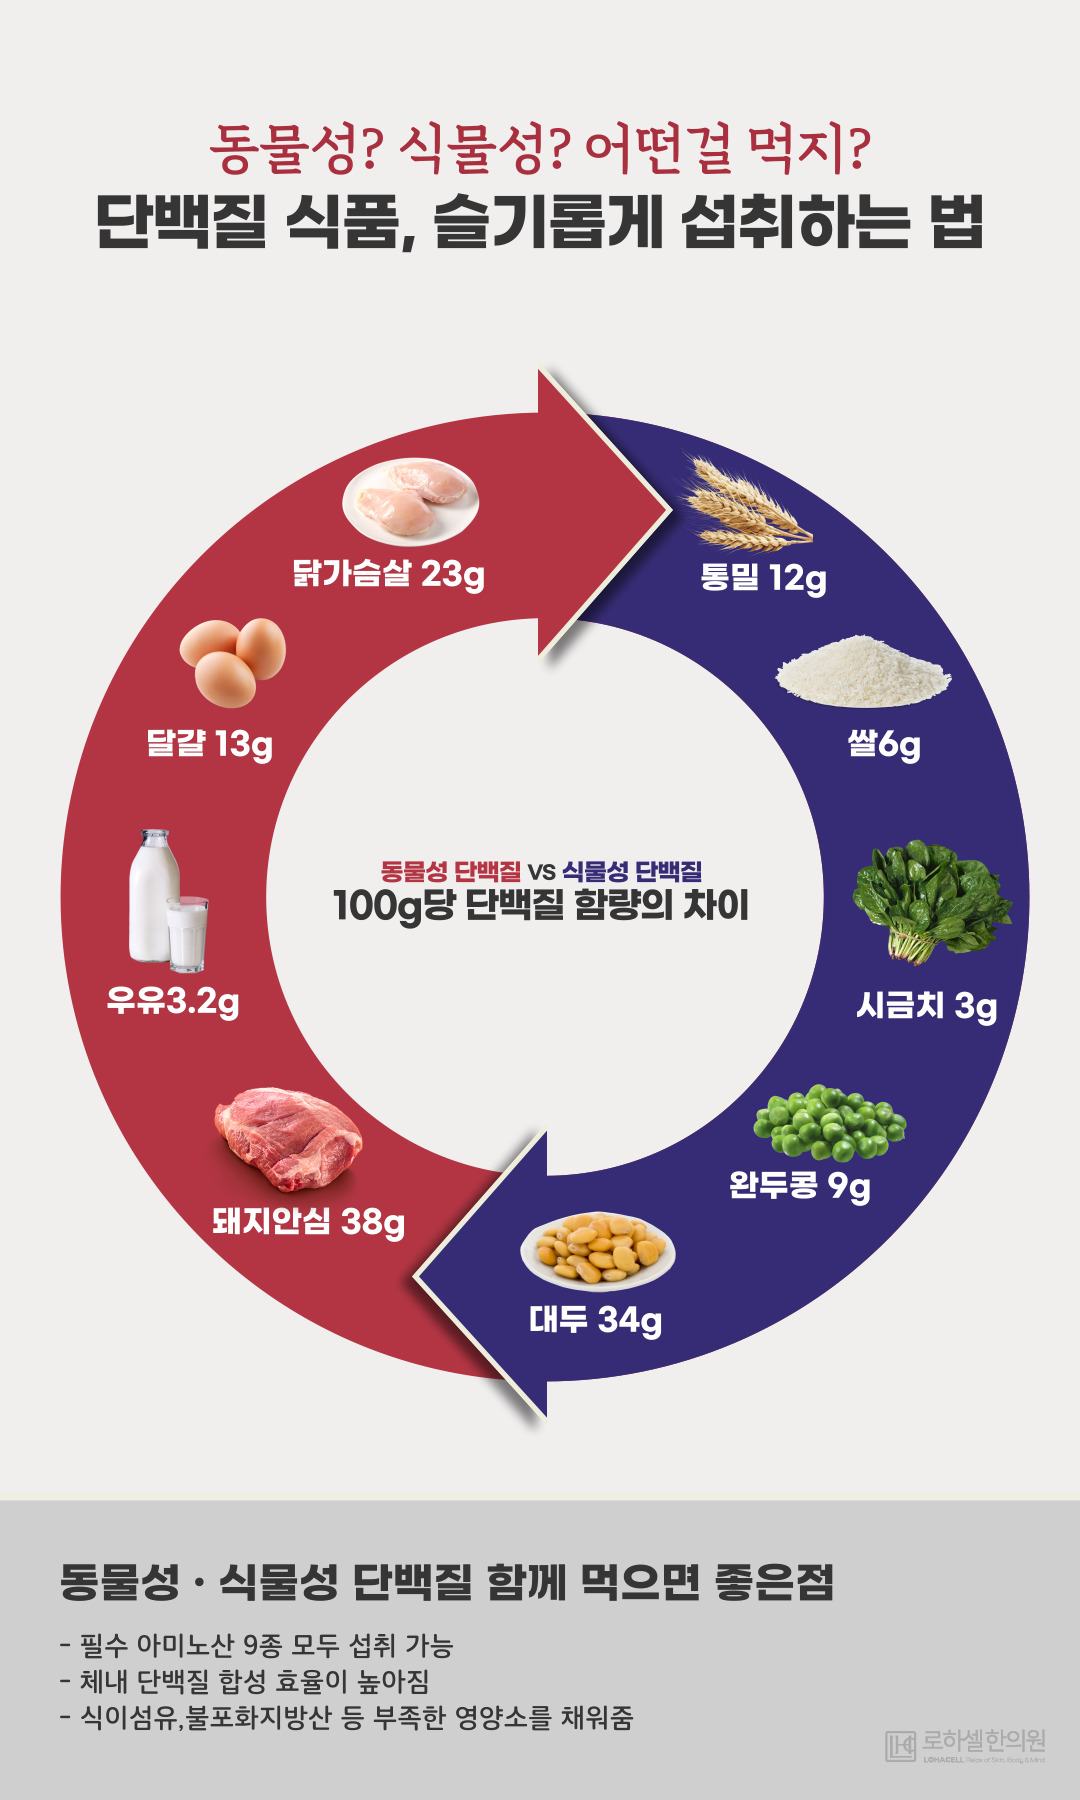 동물성? 식물성? 어떤걸 먹지?
단백질 식품, 슬기롭게 섭취하는 법
닭가슴살 23g
통밀 12g
달걀 13g
쌀6g
동물성 단백질 vs 식물성 단백질
100g당 단백질 함량의 차이
우유3.2g
시금치 3g
돼지안심 38g
완두콩 9g
대두 34g
동물성 · 식물성 단백질 함께 먹으면 좋은점
- 필수 아미노산 9종 모두 섭취 가능
- 체내 단백질 합성 효율이 높아짐
- 식이섬유,불포화지방산 등 부족한 영양소를 채워줌
로하셀한의원
LOHACELL Relax of Skin, Body & Mind